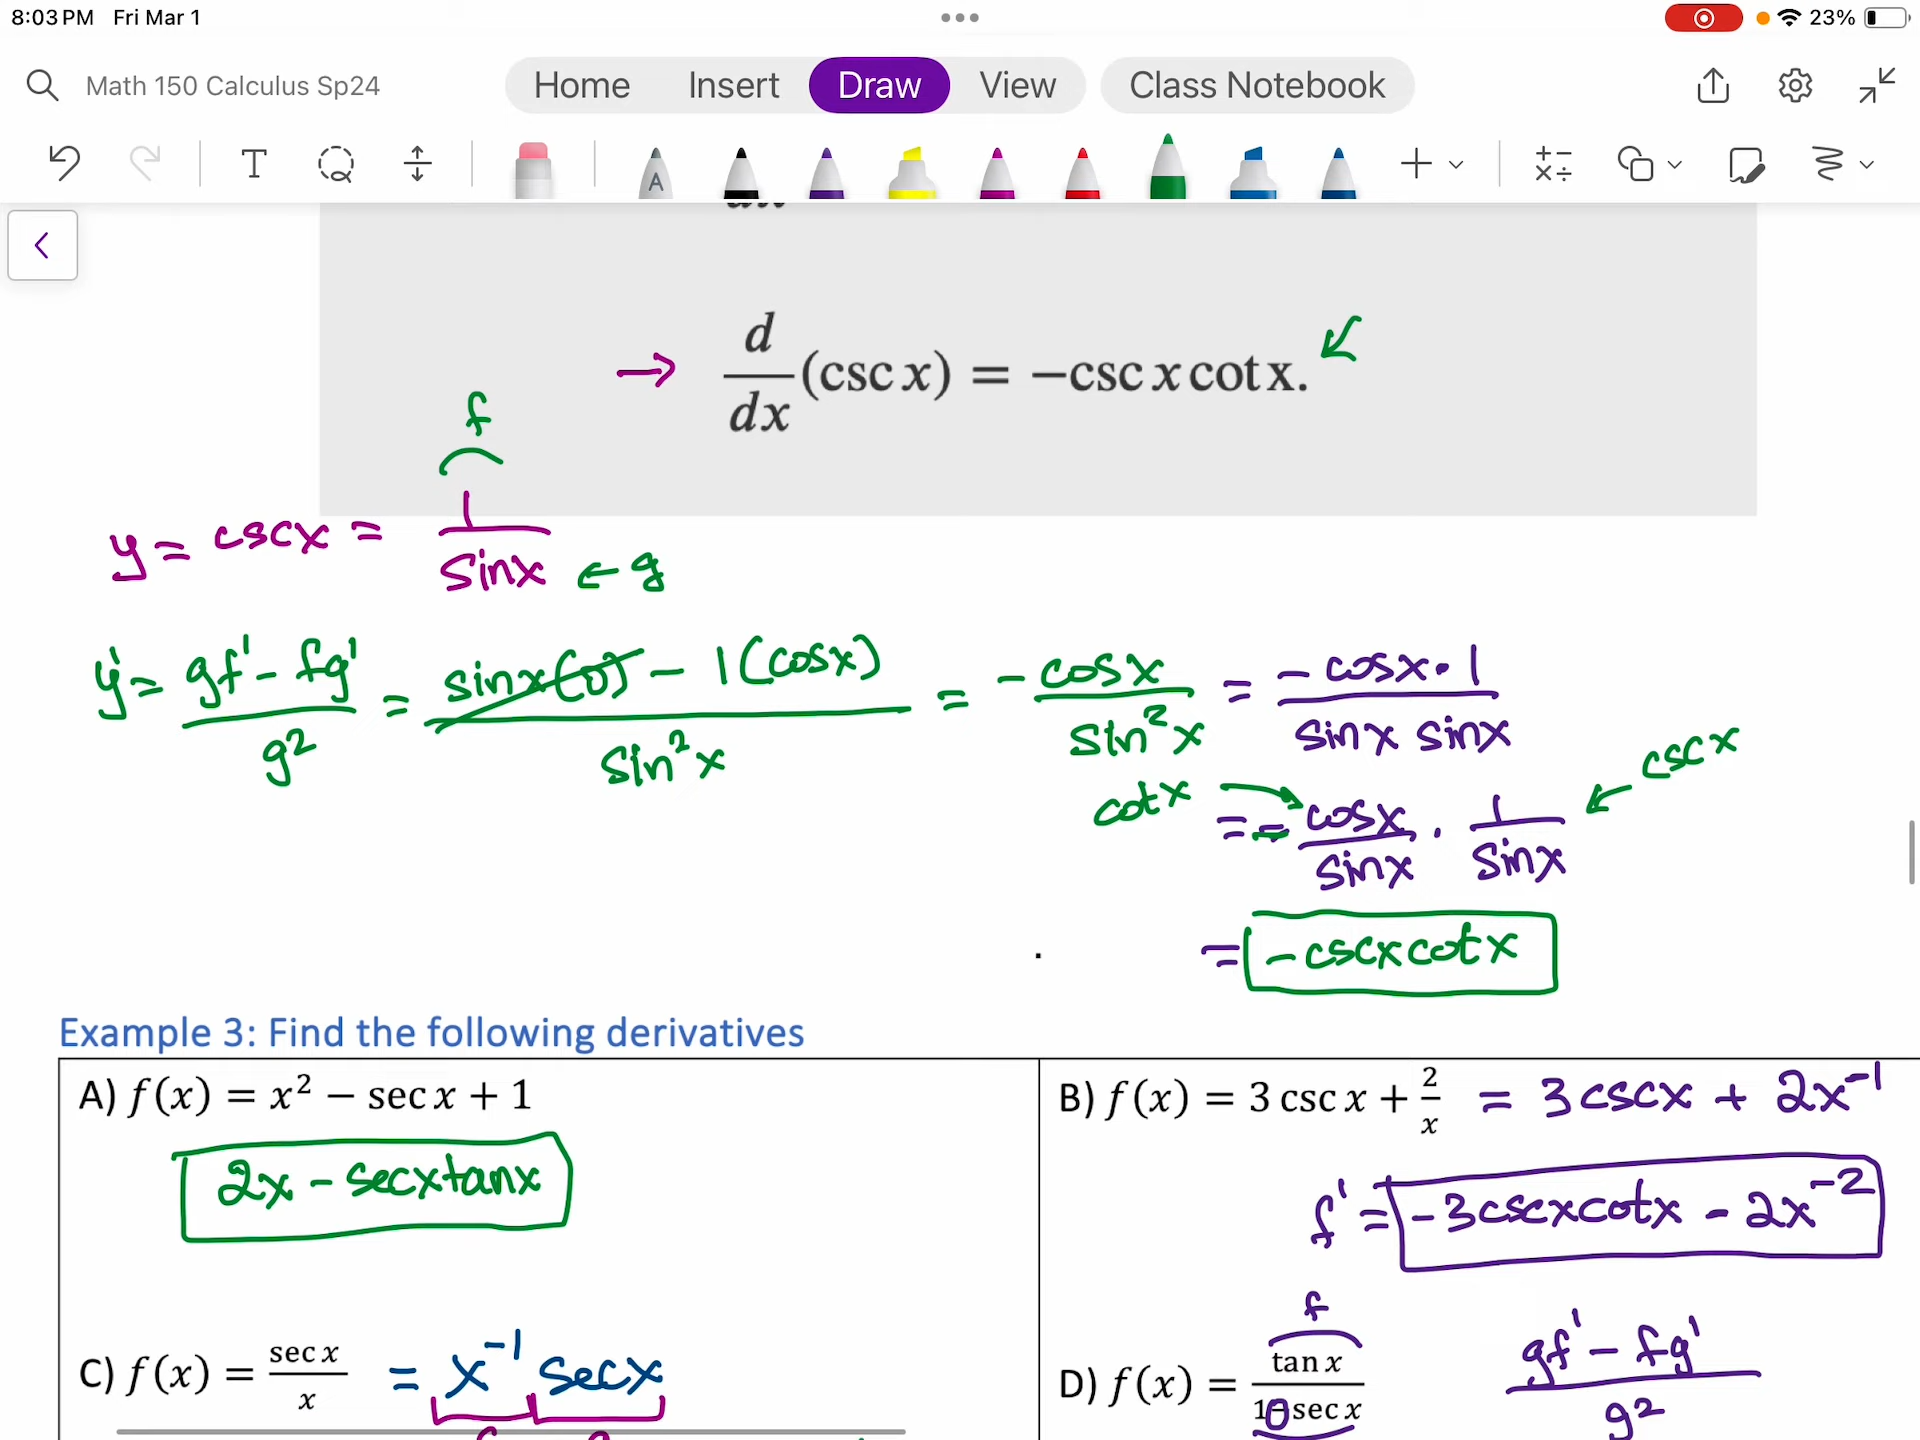 8:03 PM Fri Mar 1 23%
Math 150 Calculus Sp24 Home Insert Draw View Class Notebook
T A
→ d/dx (csc x) = −csc x cot x.
f
y = cscx = 1/sinx ← g
y' = (gf' - fg')/g² = (sinx(0) - 1(cosx))/sin²x = - cosx/sin²x = (- cosx · 1)/(sinx sinx)
cotx → = - cosx/sinx · 1/sinx ← cscx
= - cscxcotx
Example 3: Find the following derivatives
A) f(x) = x² − sec x + 1
2x - secxtanx
B) f(x) = 3 csc x + 2/x = 3cscx + 2x⁻¹
f' = -3cscxcotx - 2x⁻²
C) f(x) = sec x/x = x⁻¹ secx
f
D) f(x) = tan x/(1−sec x) (gf' - fg')/g²